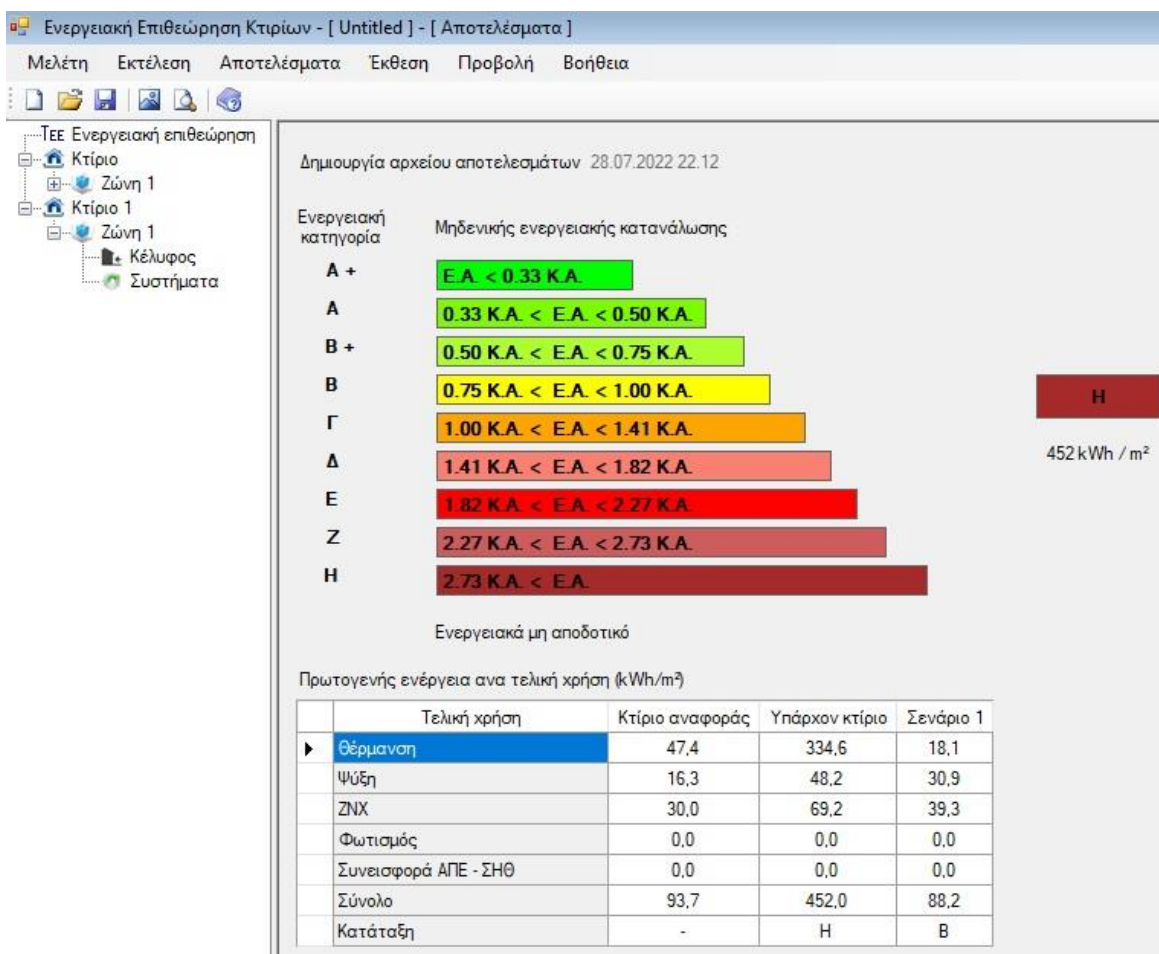 Ενεργειακή Επιθεώρηση Κτιρίων - [ Untitled ] - [ Αποτελέσματα ]
Μελέτη Εκτέλεση Αποτελέσματα Έκθεση Προβολή Βοήθεια
ΤΕΕ Ενεργειακή επιθεώρηση
Κτίριο
Ζώνη 1
Κτίριο 1
Ζώνη 1
Κέλυφος
Συστήματα
Δημιουργία αρχείου αποτελεσμάτων 28.07.2022 22.12
Ενεργειακή κατηγορία
Μηδενικής ενεργειακής κατανάλωσης
Α + Ε.Α. < 0.33 Κ.Α.
Α 0.33 Κ.Α. < Ε.Α. < 0.50 Κ.Α.
Β + 0.50 Κ.Α. < Ε.Α. < 0.75 Κ.Α.
Β 0.75 Κ.Α. < Ε.Α. < 1.00 Κ.Α.
Γ 1.00 Κ.Α. < Ε.Α. < 1.41 Κ.Α.
Δ 1.41 Κ.Α. < Ε.Α. < 1.82 Κ.Α.
Ε 1.82 Κ.Α. < Ε.Α. < 2.27 Κ.Α.
Ζ 2.27 Κ.Α. < Ε.Α. < 2.73 Κ.Α.
Η 2.73 Κ.Α. < Ε.Α.
Η
452 kWh / m²
Ενεργειακά μη αποδοτικό
Πρωτογενής ενέργεια ανα τελική χρήση (kWh/m²)
Τελική χρήση Κτίριο αναφοράς Υπάρχον κτίριο Σενάριο 1
Θέρμανση 47,4 334,6 18,1
Ψύξη 16,3 48,2 30,9
ΖΝΧ 30,0 69,2 39,3
Φωτισμός 0,0 0,0 0,0
Συνεισφορά ΑΠΕ - ΣΗΘ 0,0 0,0 0,0
Σύνολο 93,7 452,0 88,2
Κατάταξη - Η Β